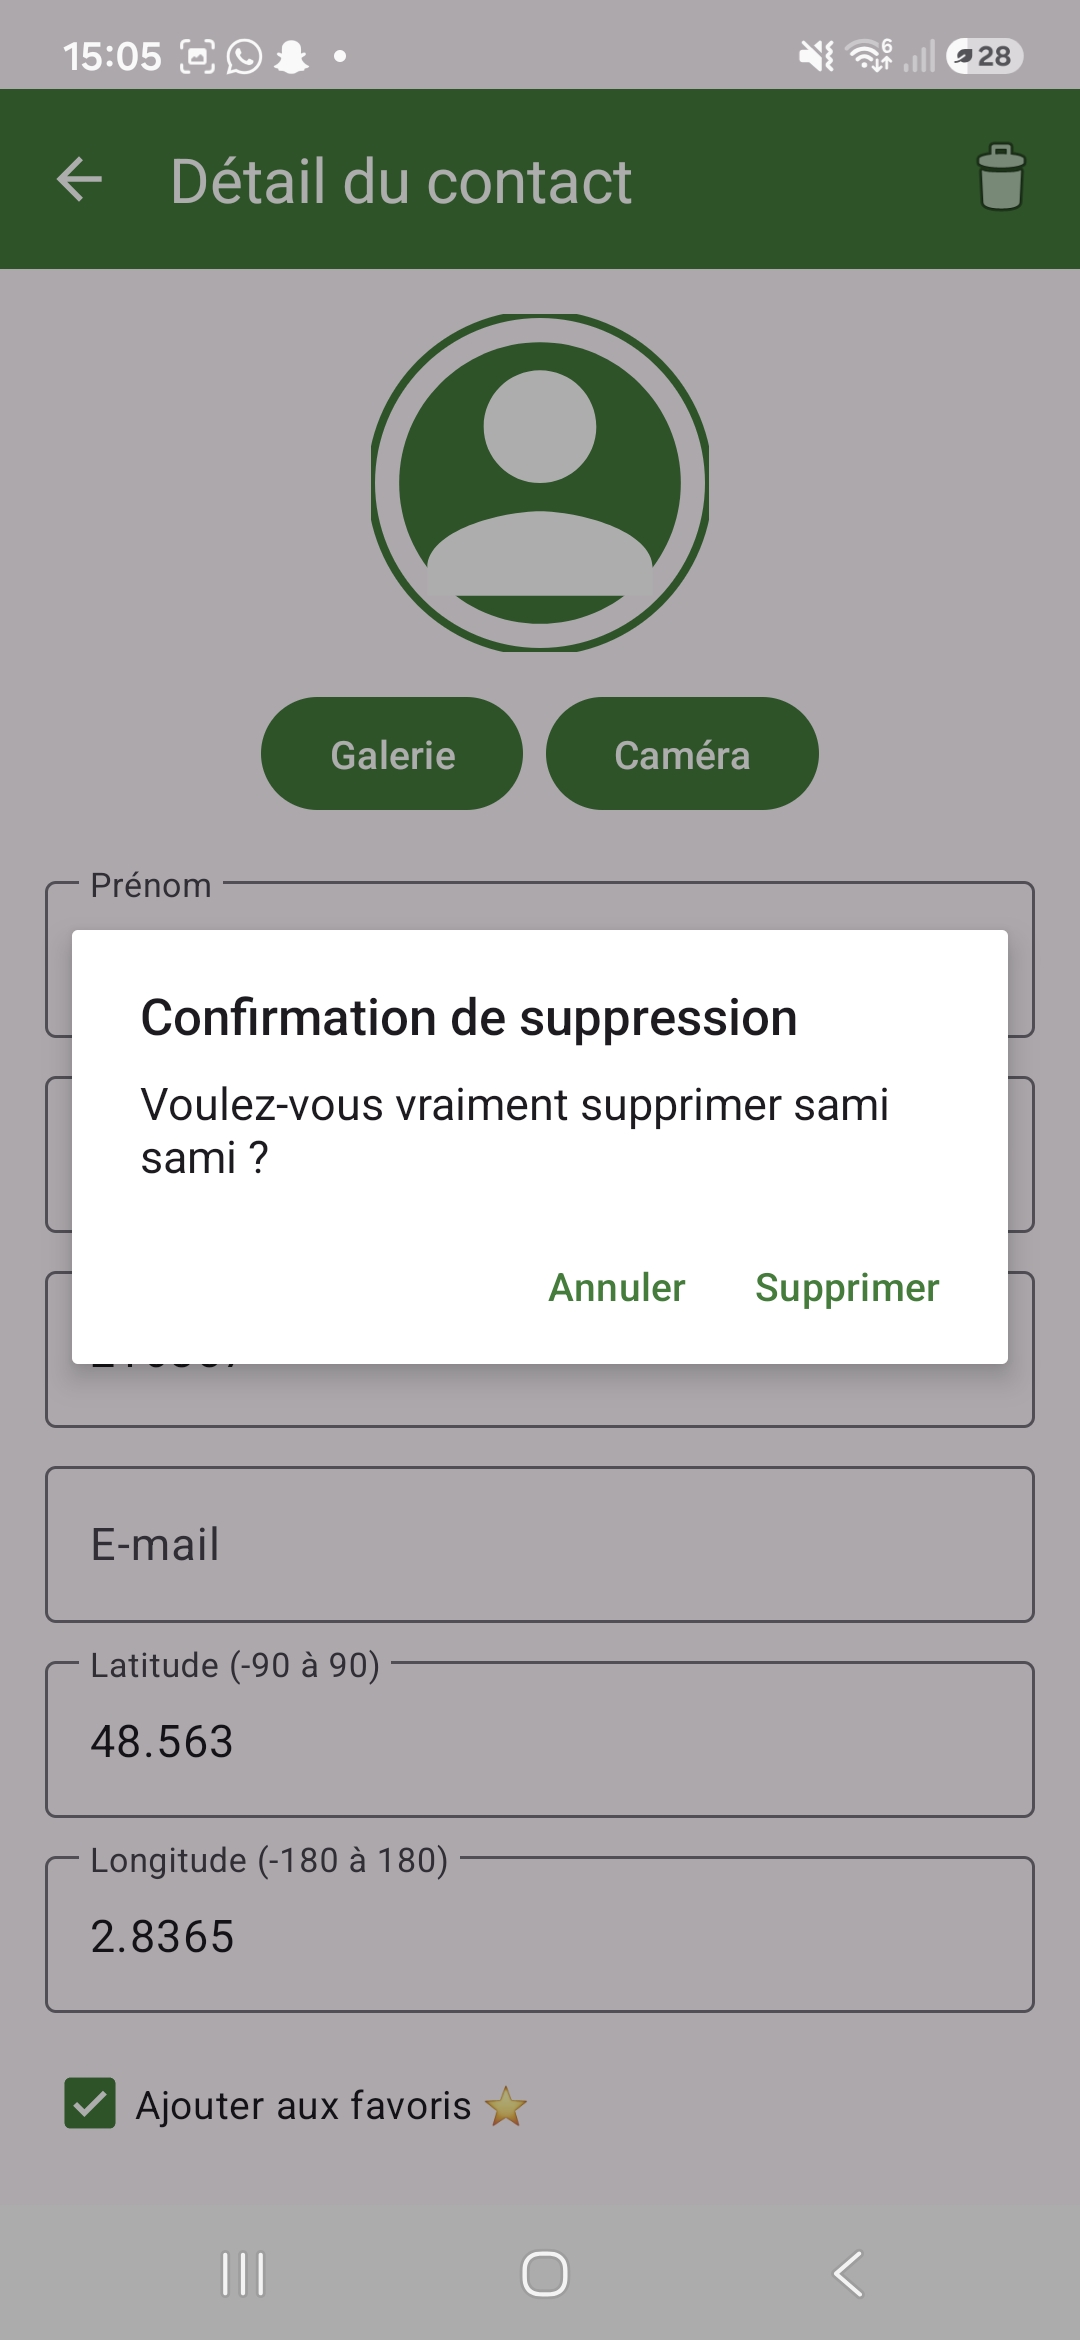 15:05
6
28
Détail du contact
Galerie
Caméra
Prénom
Confirmation de suppression
Voulez-vous vraiment supprimer sami
sami ?
Annuler
Supprimer
E-mail
Latitude (-90 à 90)
48.563
Longitude (-180 à 180)
2.8365
Ajouter aux favoris